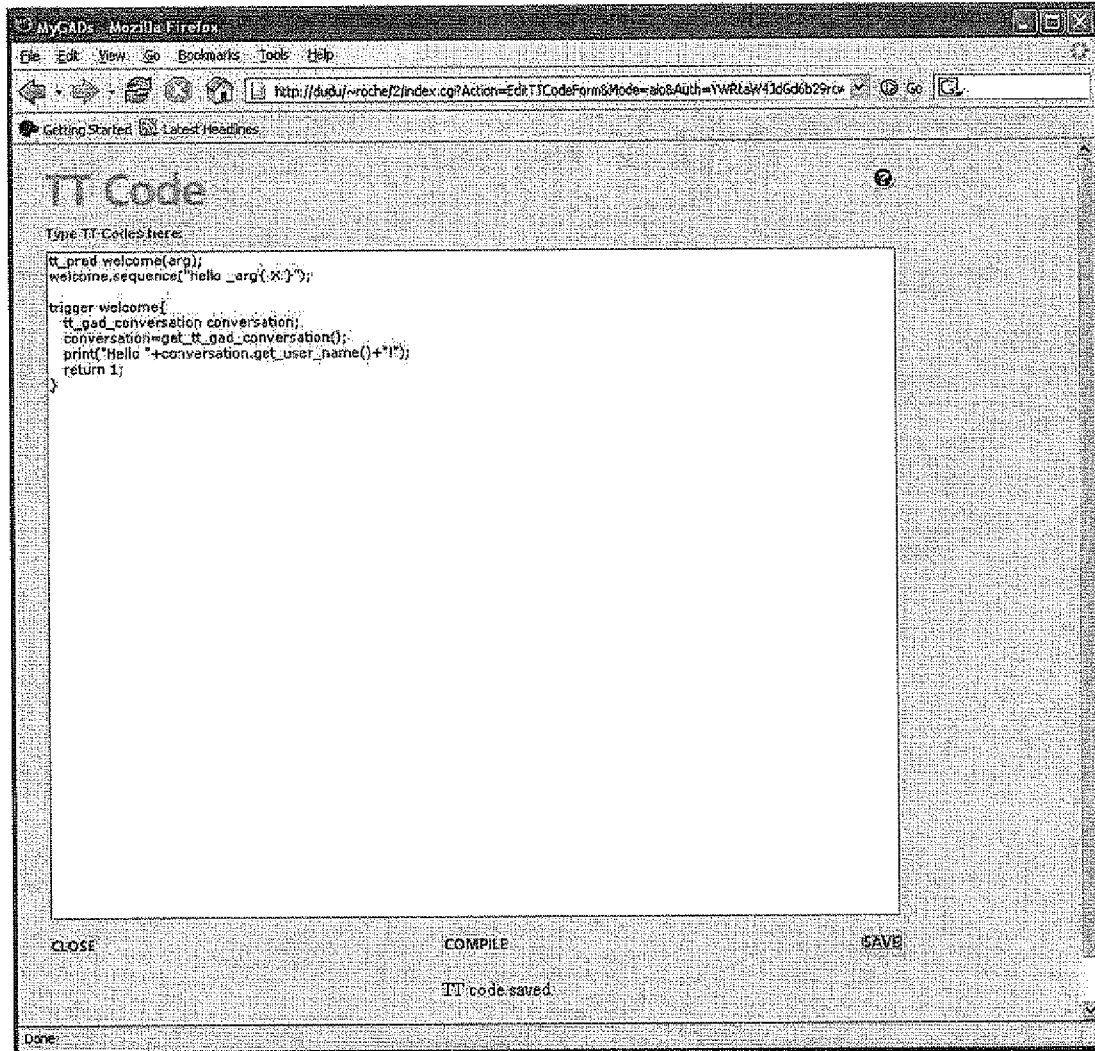 MyGADs - Mozilla Firefox
File Edit View Go Bookmarks Tools Help
Go G
Getting Started Latest Headlines
TT Code
Type TT Codes here:
tt_pred welcome(arg);
welcome.sequence("hello _arg{ X }");
trigger welcome{
tt_gad_conversation conversation;
conversation=get_tt_gad_conversation();
print("Hello "+conversation.get_user_name()+"!");
return 1;
}
CLOSE COMPILE SAVE
TT code saved
Done